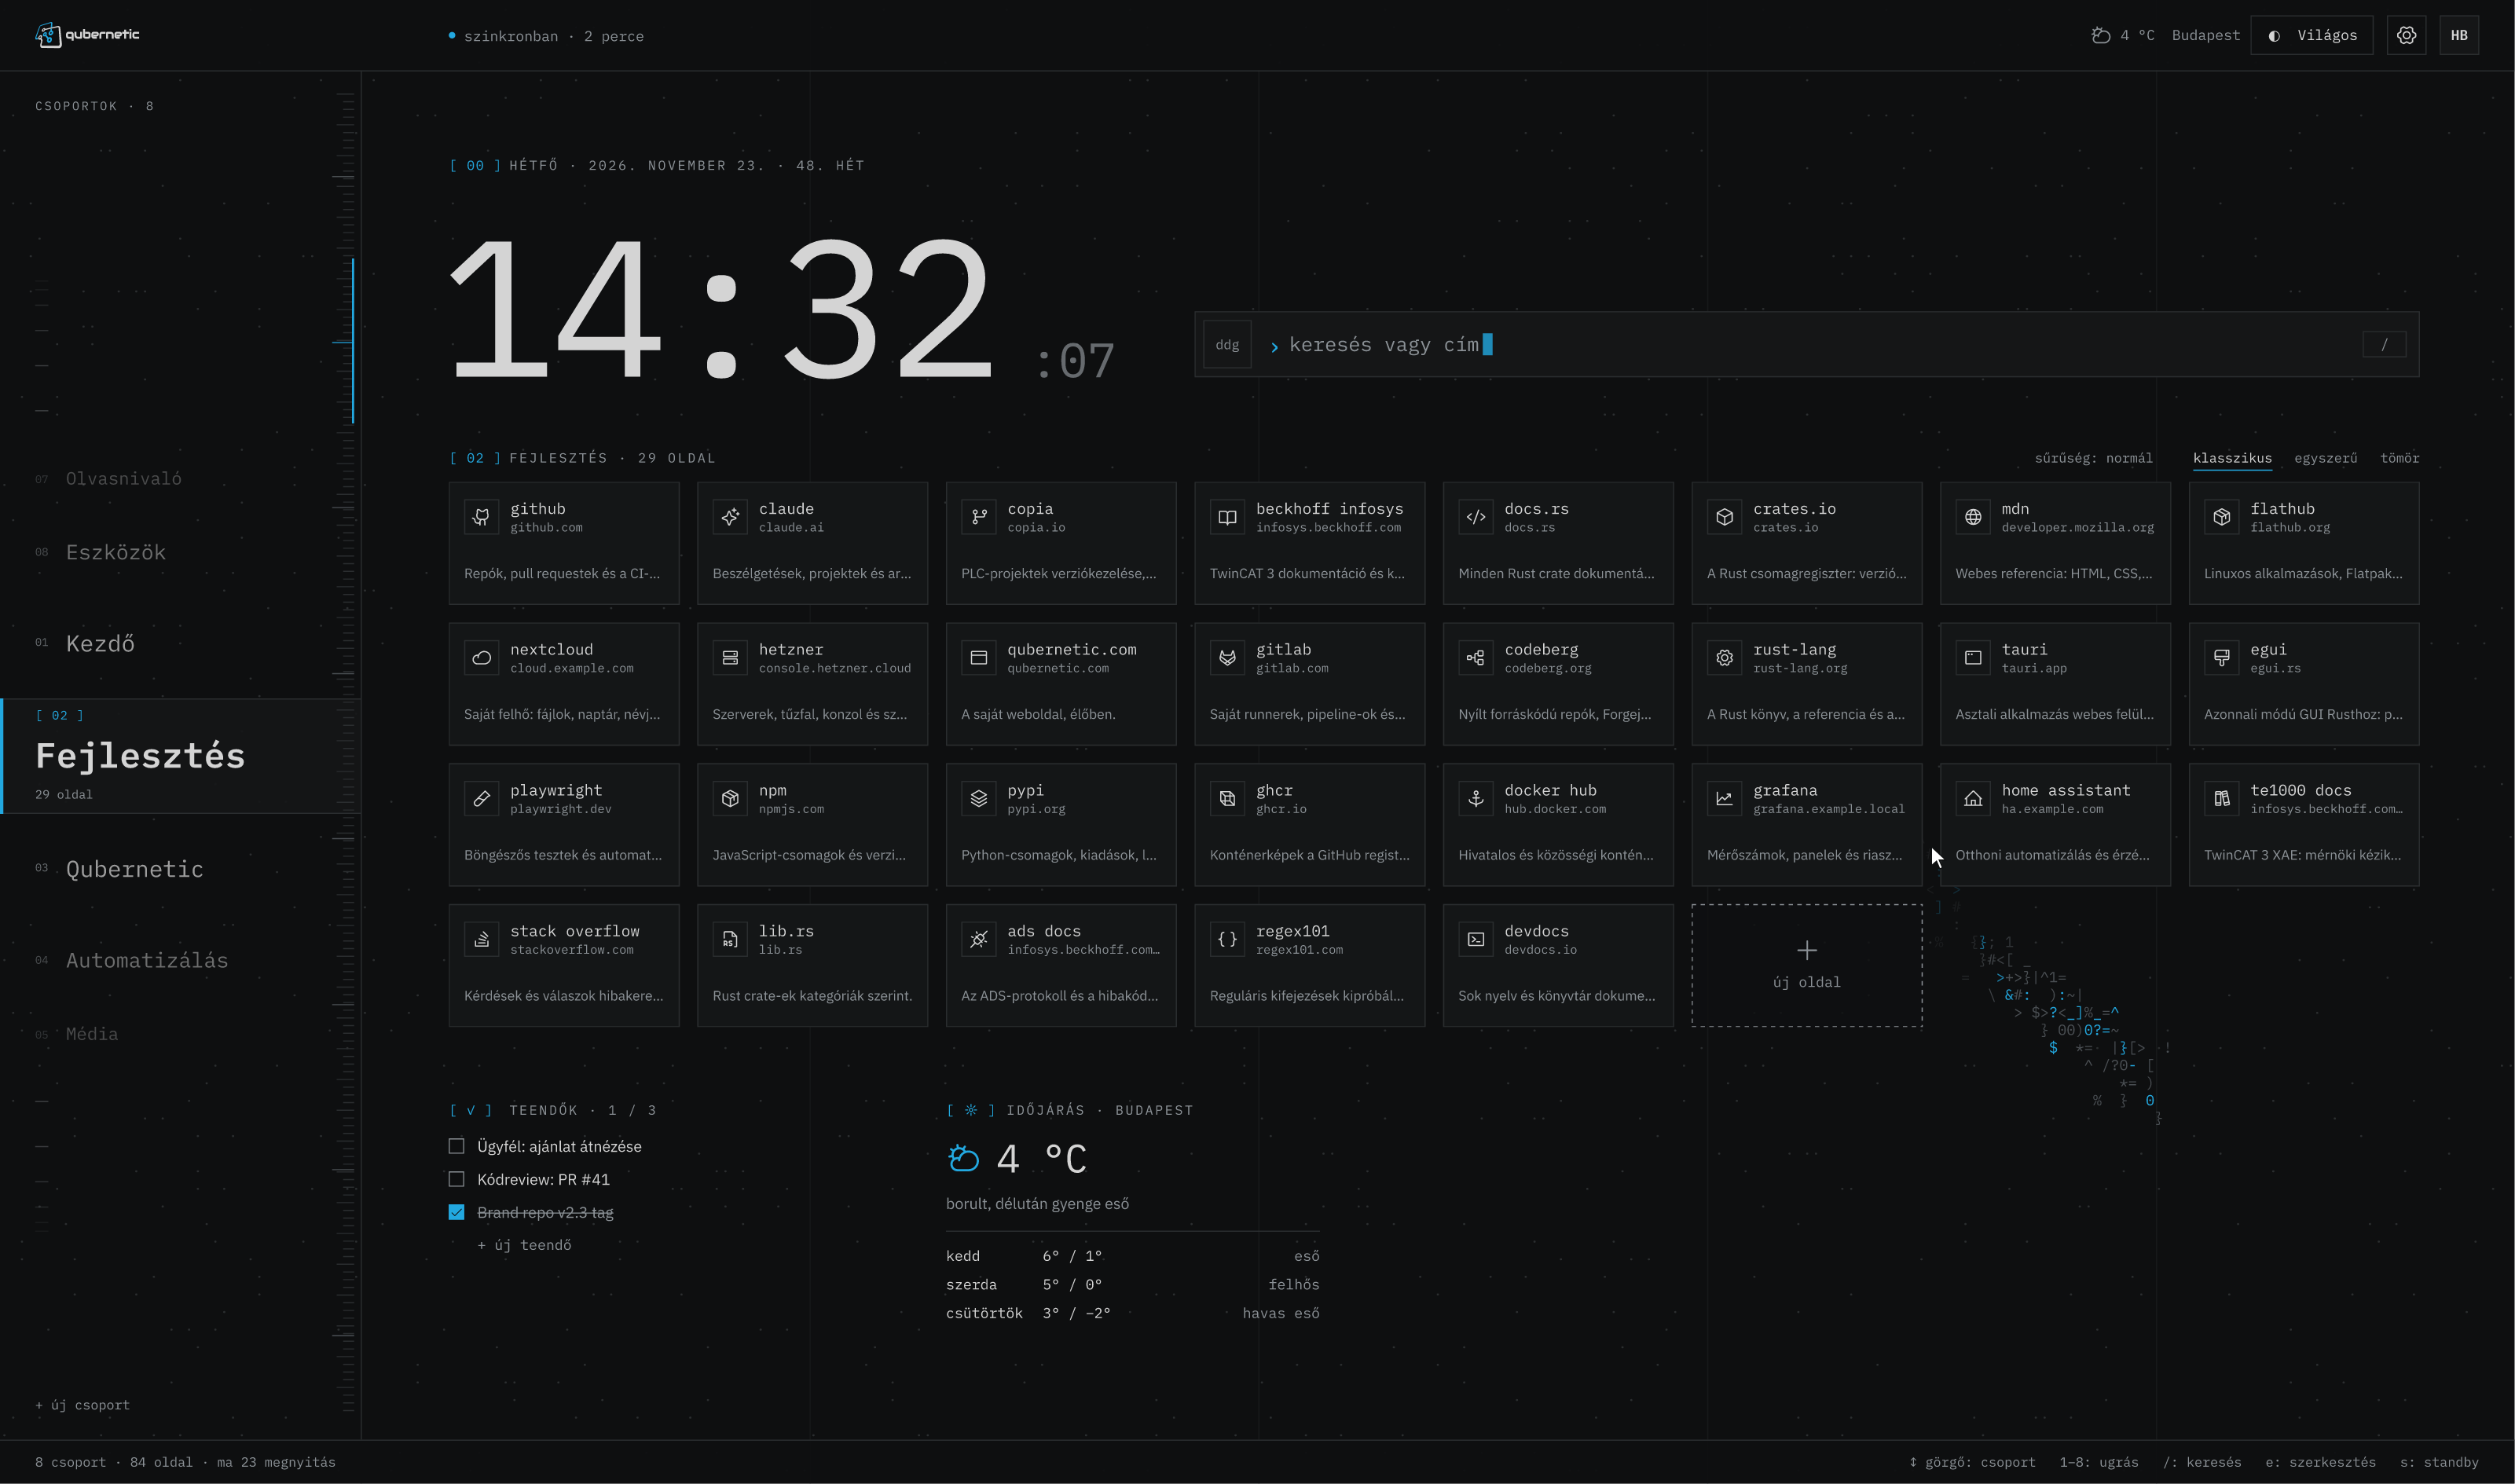 qubernetic
szinkronban · 2 perce
4 °C Budapest
Világos
HB
CSOPORTOK · 8
07 Olvasnivaló
08 Eszközök
01 Kezdő
[ 02 ]
Fejlesztés
29 oldal
03 Qubernetic
04 Automatizálás
05 Média
+ új csoport
[ 00 ] HÉTFŐ · 2026. NOVEMBER 23. · 48. HÉT
14:32 :07
ddg › keresés vagy cím /
[ 02 ] FEJLESZTÉS · 29 OLDAL
sűrűség: normál klasszikus egyszerű tömör
github
github.com
Repók, pull requestek és a CI-…
claude
claude.ai
Beszélgetések, projektek és ar…
copia
copia.io
PLC-projektek verziókezelése,…
beckhoff infosys
infosys.beckhoff.com
TwinCAT 3 dokumentáció és k…
docs.rs
docs.rs
Minden Rust crate dokumentá…
crates.io
crates.io
A Rust csomagregiszter: verzió…
mdn
developer.mozilla.org
Webes referencia: HTML, CSS,…
flathub
flathub.org
Linuxos alkalmazások, Flatpak…
nextcloud
cloud.example.com
Saját felhő: fájlok, naptár, névj…
hetzner
console.hetzner.cloud
Szerverek, tűzfal, konzol és sz…
qubernetic.com
qubernetic.com
A saját weboldal, élőben.
gitlab
gitlab.com
Saját runnerek, pipeline-ok és…
codeberg
codeberg.org
Nyílt forráskódú repók, Forgej…
rust-lang
rust-lang.org
A Rust könyv, a referencia és a…
tauri
tauri.app
Asztali alkalmazás webes felül…
egui
egui.rs
Azonnali módú GUI Rusthoz: p…
playwright
playwright.dev
Böngészős tesztek és automat…
npm
npmjs.com
JavaScript-csomagok és verzi…
pypi
pypi.org
Python-csomagok, kiadások, l…
ghcr
ghcr.io
Konténerképek a GitHub regist…
docker hub
hub.docker.com
Hivatalos és közösségi kontén…
grafana
grafana.example.local
Mérőszámok, panelek és riasz…
home assistant
ha.example.com
Otthoni automatizálás és érzé…
te1000 docs
infosys.beckhoff.com…
TwinCAT 3 XAE: mérnöki kézik…
stack overflow
stackoverflow.com
Kérdések és válaszok hibakere…
lib.rs
lib.rs
Rust crate-ek kategóriák szerint.
ads docs
infosys.beckhoff.com…
Az ADS-protokoll és a hibakód…
regex101
regex101.com
Reguláris kifejezések kipróbál…
devdocs
devdocs.io
Sok nyelv és könyvtár dokume…
+
új oldal
[ √ ] TEENDŐK · 1 / 3
Ügyfél: ajánlat átnézése
Kódreview: PR #41
Brand repo v2.3 tag
+ új teendő
[ ☼ ] IDŐJÁRÁS · BUDAPEST
4 °C
borult, délután gyenge eső
kedd 6° / 1° eső
szerda 5° / 0° felhős
csütörtök 3° / −2° havas eső
8 csoport · 84 oldal · ma 23 megnyitás
↕ görgő: csoport 1–8: ugrás /: keresés e: szerkesztés s: standby